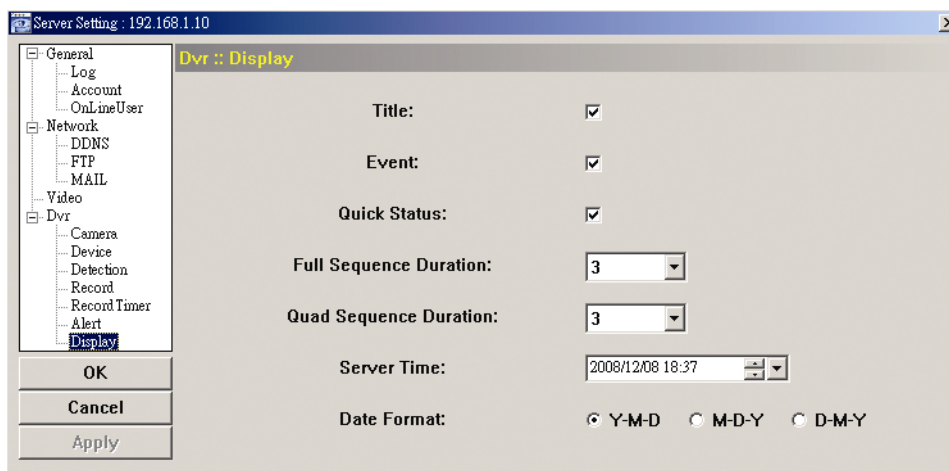 Server Setting : 192.168.1.10
General
Log
Account
OnLineUser
Network
DDNS
FTP
MAIL
Video
Dvr
Camera
Device
Detection
Record
Record Timer
Alert
Display
OK
Cancel
Apply
Dvr :: Display
Title:
Event:
Quick Status:
Full Sequence Duration: 3
Quad Sequence Duration: 3
Server Time: 2008/12/08 18:37
Date Format: Y-M-D M-D-Y D-M-Y